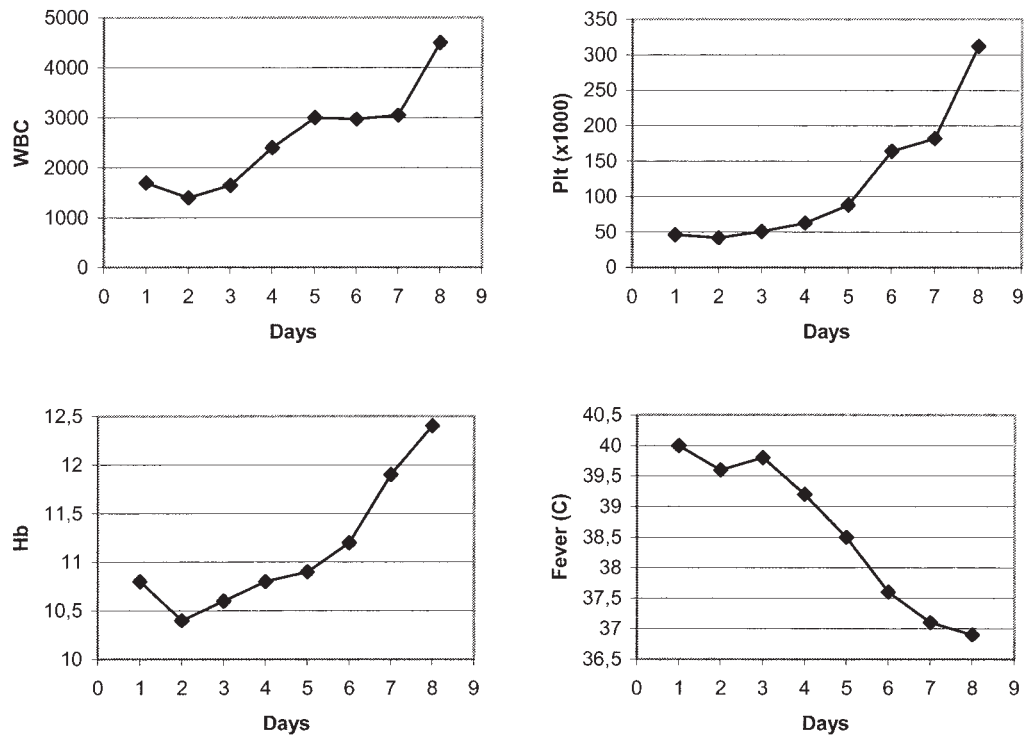 5000
4000
3000
2000
1000
0
WBC
0 1 2 3 4 5 6 7 8 9
Days
350
300
250
200
150
100
50
0
Plt (x1000)
0 1 2 3 4 5 6 7 8 9
Days
12,5
12
11,5
11
10,5
10
Hb
0 1 2 3 4 5 6 7 8 9
Days
40,5
40
39,5
39
38,5
38
37,5
37
36,5
Fever (C)
0 1 2 3 4 5 6 7 8 9
Days